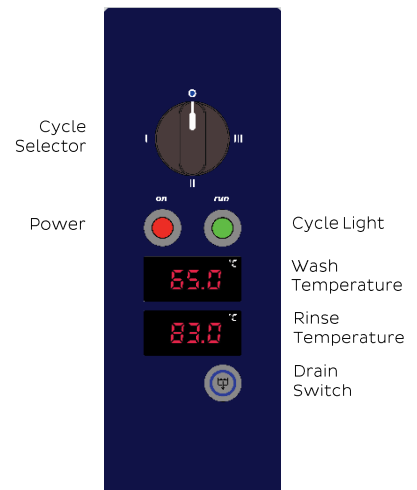 O
Cycle
Selector
I
III
II
on
run
Power
Cycle Light
°C
65.0
Wash
Temperature
°C
83.0
Rinse
Temperature
Drain
Switch